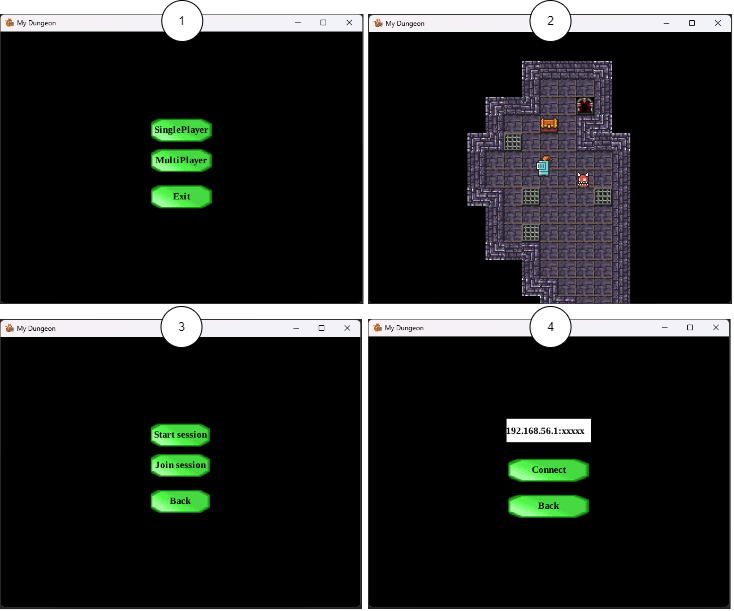 1
My Dungeon
SinglePlayer
MultiPlayer
Exit
2
My Dungeon
3
My Dungeon
Start session
Join session
Back
4
My Dungeon
192.168.56.1:xxxxx
Connect
Back